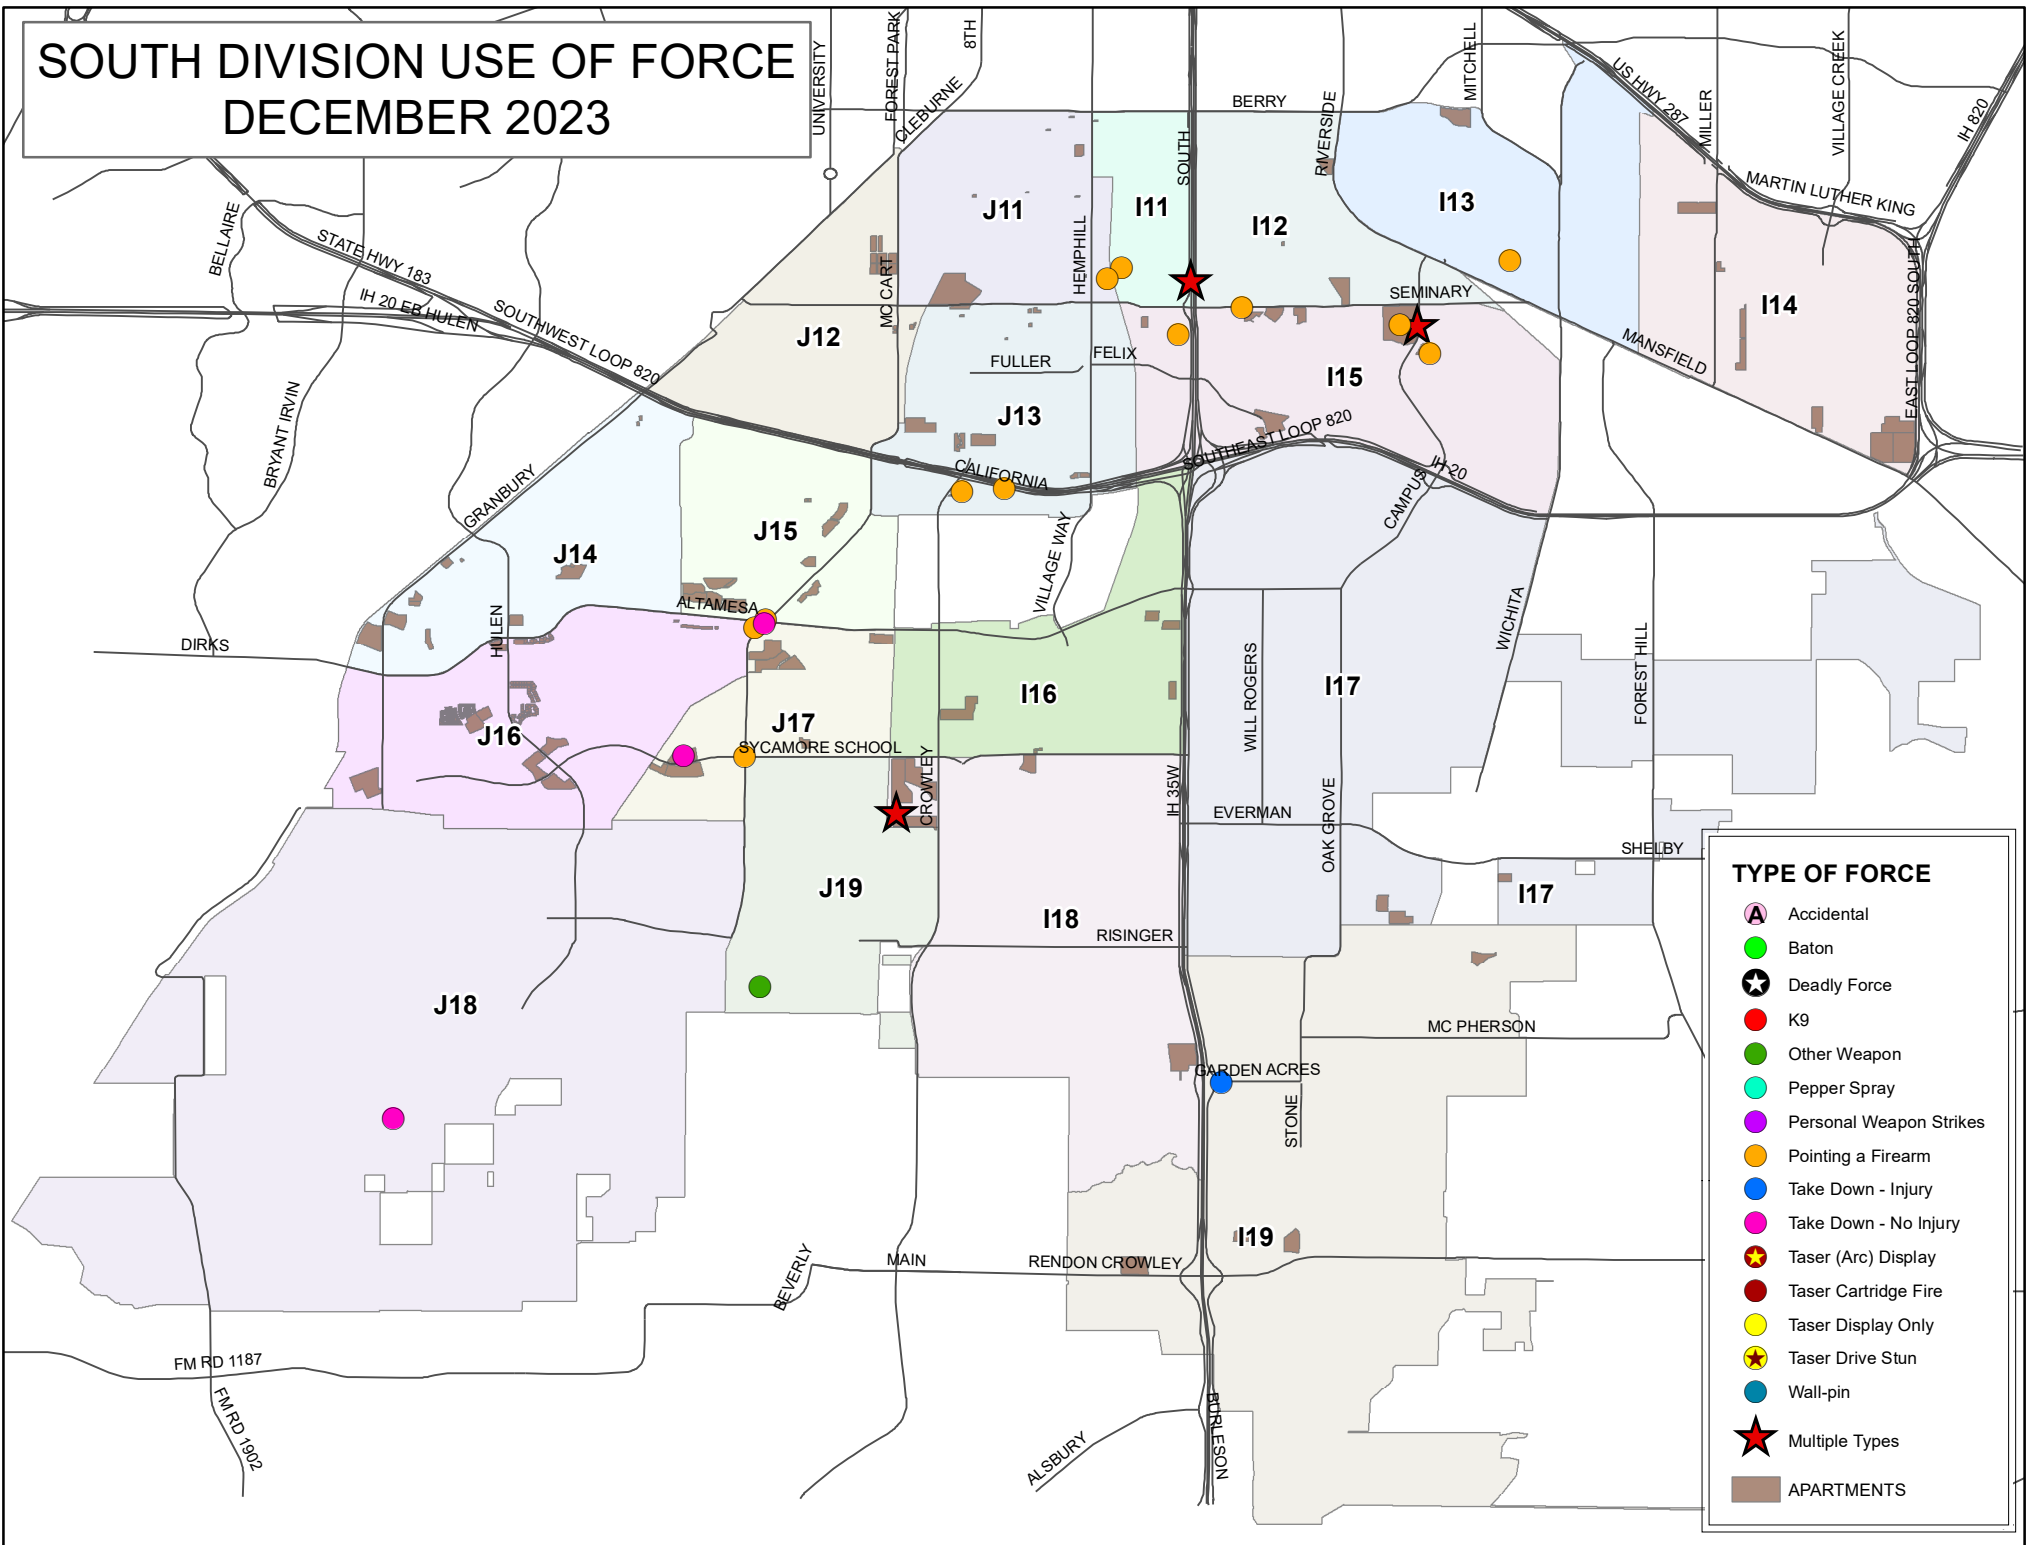 SOUTH DIVISION USE OF FORCE
DECEMBER 2023
UNIVERSITY
FOREST PARK
8TH
CLEBURNE
BERRY
SOUTH
RIVERSIDE
MITCHELL
US HWY 287
MILLER
VILLAGE CREEK
IH 820
MARTIN LUTHER KING
BELLAIRE
STATE HWY 183
IH 20 EB HULEN
SOUTHWEST LOOP 820
MC CART
HEMPHILL
J11
I11
I12
I13
I14
SEMINARY
MANSFIELD
EAST LOOP 820 SOUTH
J12
FULLER
FELIX
J13
I15
BRYANT IRVIN
GRANBURY
CALIFORNIA
SOUTHEAST LOOP 820
IH 20
CAMPUS
J14
J15
VILLAGE WAY
ALTAMESA
HULEN
DIRKS
WICHITA
FOREST HILL
WILL ROGERS
I16
I17
J16
J17
SYCAMORE SCHOOL
CROWLEY
IH 35W
EVERMAN
OAK GROVE
SHELBY
I17
J19
I18
RISINGER
J18
MC PHERSON
GARDEN ACRES
STONE
I19
MAIN
RENDON CROWLEY
BEVERLY
FM RD 1187
FM RD 1902
ALSBURY
BURLESON
TYPE OF FORCE
A Accidental
Baton
Deadly Force
K9
Other Weapon
Pepper Spray
Personal Weapon Strikes
Pointing a Firearm
Take Down - Injury
Take Down - No Injury
Taser (Arc) Display
Taser Cartridge Fire
Taser Display Only
Taser Drive Stun
Wall-pin
Multiple Types
APARTMENTS